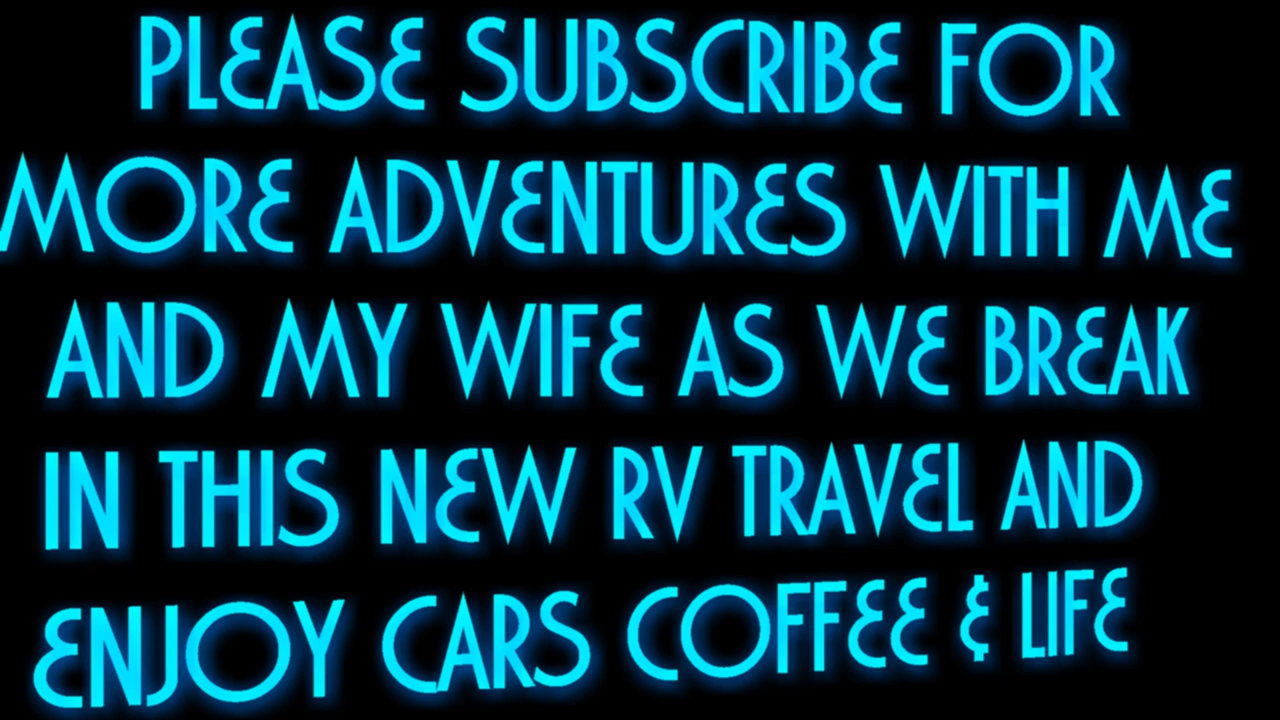 PLEASE SUBSCRIBE FOR
MORE ADVENTURES WITH ME
AND MY WIFE AS WE BREAK
IN THIS NEW RV TRAVEL AND
ENJOY CARS COFFEE & LIFE